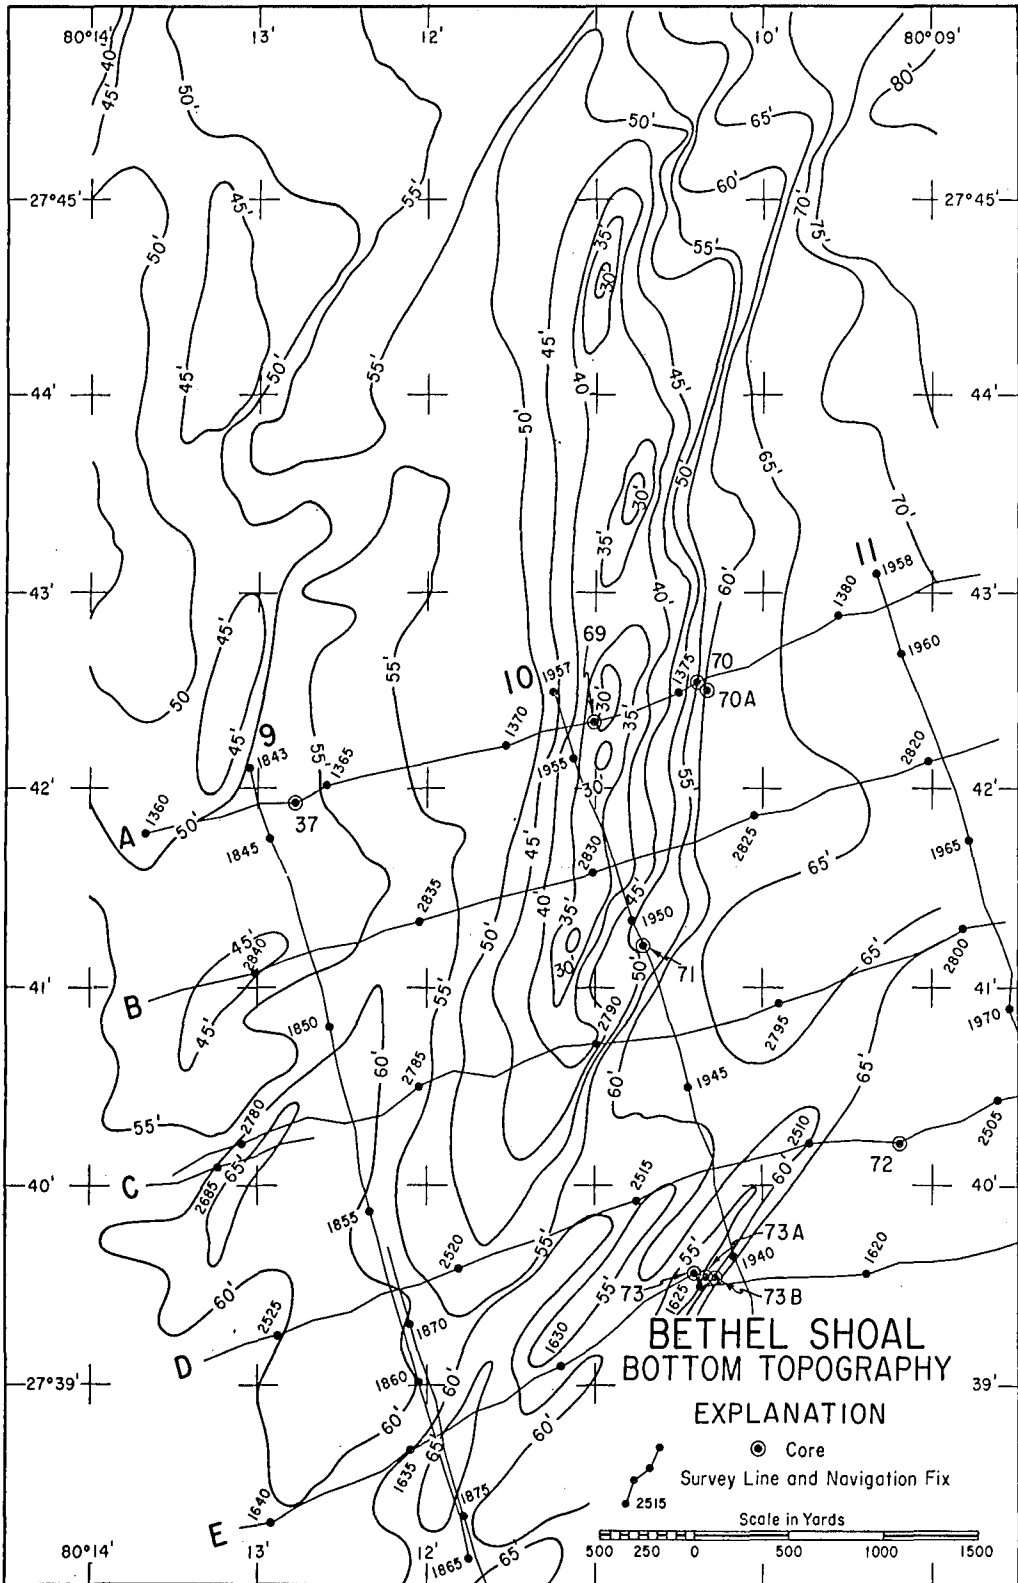 80°14' 13' 12' 10' 80°09'
40'
45'
50'
50'
65'
80'
60'
27°45' 45' 55' 35' 70' 27°45'
50' 55' 75'
30'
45' 55' 50' 45' 40' 45'
50'
44' 44'
65'
50'
30'
70'
35'
11
1958
43' 40' 60' 1380 43'
45'
69
1960
50 55' 10 1957 1375 70
30' 70A
45' 9 35'
1843 55' 1365 1370 2820
42' 1955 55' 42'
1360 30'
A 50' 37 2830 2825
1845 45' 65' 1965
2835
40' 35' 45' 1950
45' 50' 65'
2840 30' 50' 71 2800
41' B 41'
45' 1850 55' 2790 2795 1970
60' 2785 65'
60' 1945
55' 2780 2510 2505
65' 60' 72
C 2685
40' 2515 40'
1855 73A
55' 1940 1620
2520 55'
60' 55' 73 73B
1625
2525 1870 1630
D
BETHEL SHOAL
BOTTOM TOPOGRAPHY
27°39' 1860 60' 39'
60' 60'
EXPLANATION
65' Core
1635 Survey Line and Navigation Fix
1640 1875 2515
E
Scale in Yards
65'
1865
500 250 0 500 1000 1500
80°14' 13' 12'